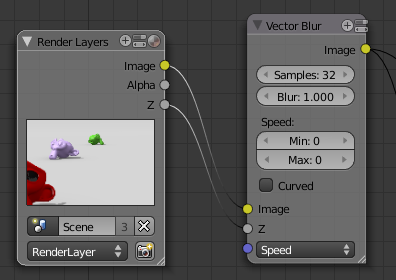 Render Layers
Image
Alpha
Z
Scene 3
RenderLayer
Vector Blur
Image
Samples: 32
Blur: 1.000
Speed:
Min: 0
Max: 0
Curved
Image
Z
Speed